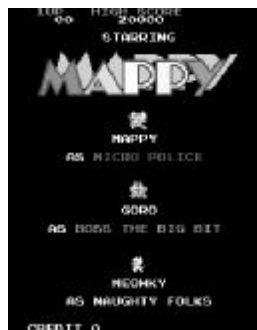 1UP HIGH SCORE
00 20000
STARRING
MAPPY
MAPPY
AS MICRO POLICE
GORO
AS BOSS THE BIG BIT
MEOWKY
AS NAUGHTY FOLKS
CREDIT 0